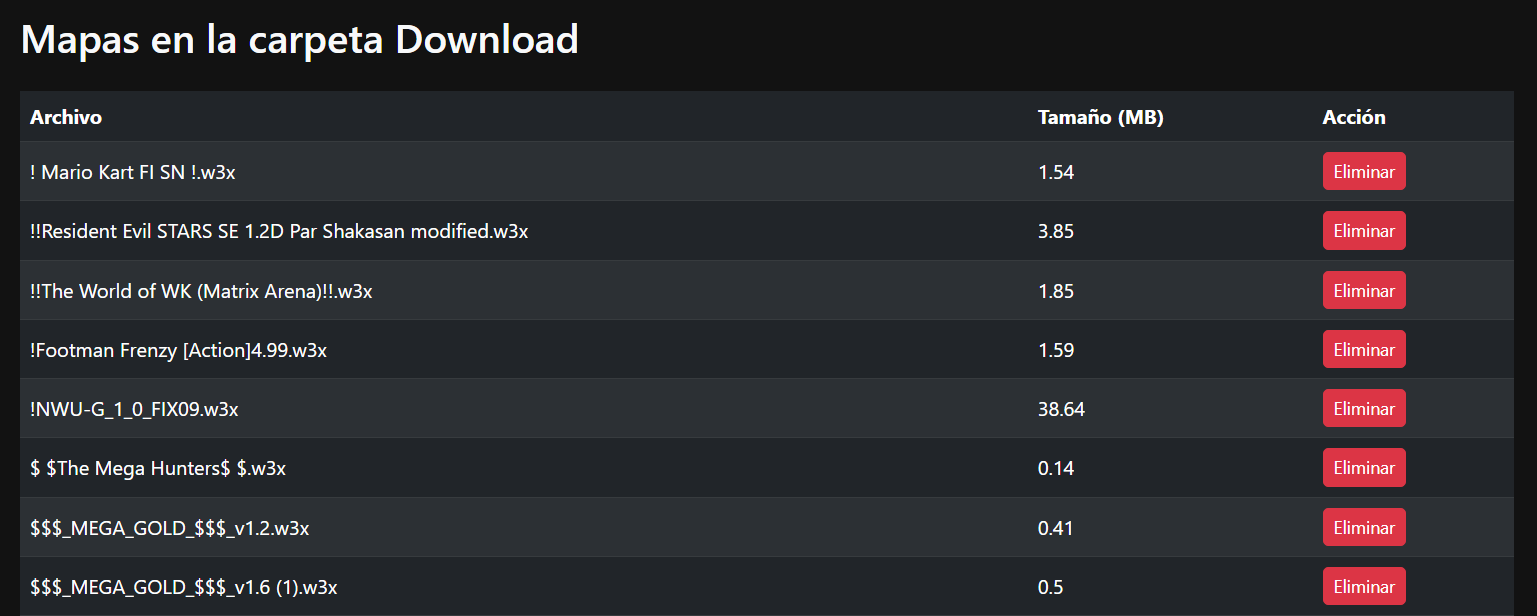 Mapas en la carpeta Download
Archivo Tamaño (MB) Acción
! Mario Kart FI SN !.w3x 1.54 Eliminar
!!Resident Evil STARS SE 1.2D Par Shakasan modified.w3x 3.85 Eliminar
!!The World of WK (Matrix Arena)!!.w3x 1.85 Eliminar
!Footman Frenzy [Action]4.99.w3x 1.59 Eliminar
!NWU-G_1_0_FIX09.w3x 38.64 Eliminar
$ $The Mega Hunters$ $.w3x 0.14 Eliminar
$$$_MEGA_GOLD_$$$_v1.2.w3x 0.41 Eliminar
$$$_MEGA_GOLD_$$$_v1.6 (1).w3x 0.5 Eliminar